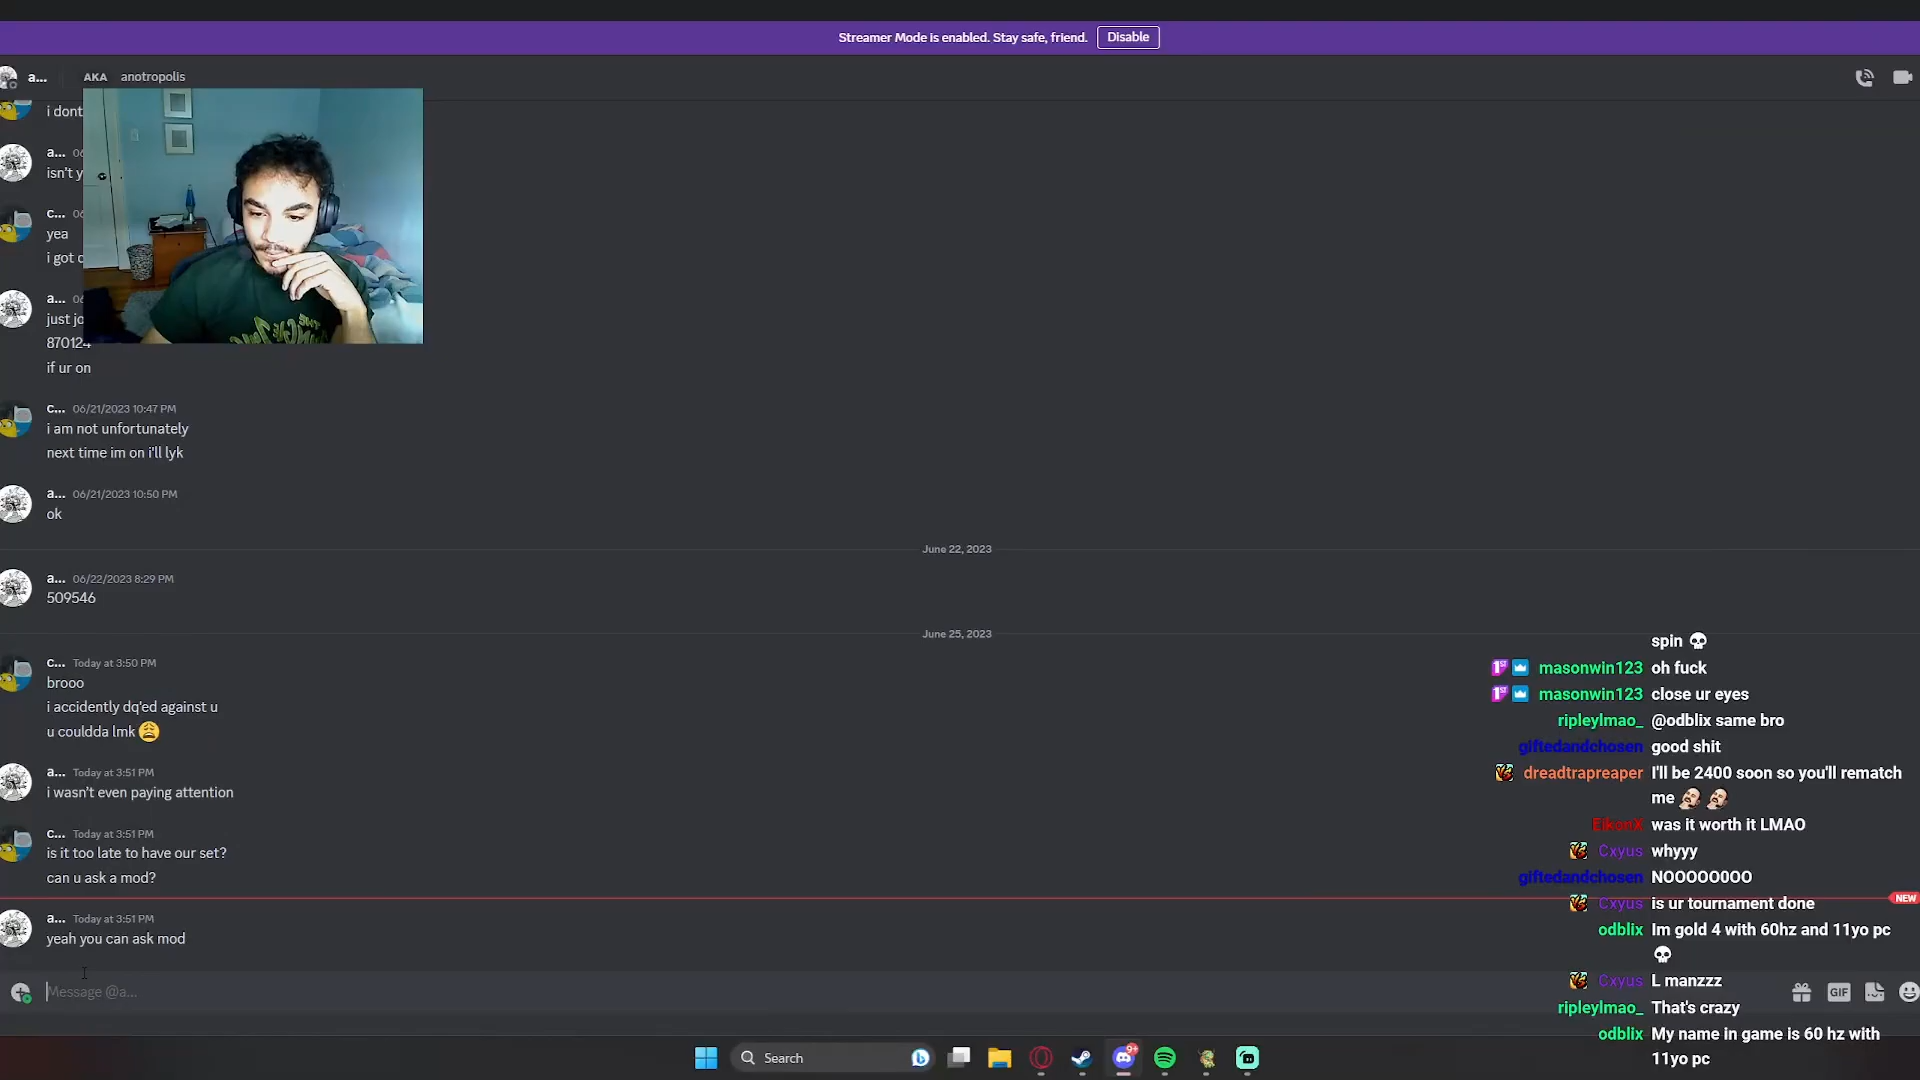 Streamer Mode is enabled. Stay safe, friend. Disable
a... AKA anotropolis
i dont
a... 06
isn't y
c... 06
yea
i got
a... 06
just jo
870124
if ur on
c... 06/21/2023 10:47 PM
i am not unfortunately
next time im on i'll lyk
a... 06/21/2023 10:50 PM
ok
June 22, 2023
a... 06/22/2023 8:29 PM
509546
June 25, 2023
c... Today at 3:50 PM
brooo
i accidently dq'ed against u
u couldda lmk
a... Today at 3:51 PM
i wasn't even paying attention
c... Today at 3:51 PM
is it too late to have our set?
can u ask a mod?
NEW
a... Today at 3:51 PM
yeah you can ask mod
Message @a...
GIF
spin
masonwin123 oh fuck
masonwin123 close ur eyes
ripleylmao_ @odblix same bro
giftedandchosen good shit
dreadtrapreaper I'll be 2400 soon so you'll rematch
me
EikonX was it worth it LMAO
Cxyus whyyy
giftedandchosen NOOOOO0OO
Cxyus is ur tournament done
odblix Im gold 4 with 60hz and 11yo pc
Cxyus L manzzz
ripleylmao_ That's crazy
odblix My name in game is 60 hz with
11yo pc
Search